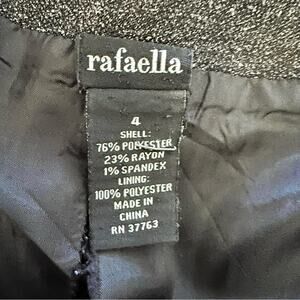 rafaella
4
SHELL:
76% POLYESTER
23% RAYON
1% SPANDEX
LINING:
100% POLYESTER
MADE IN
CHINA
RN 37763